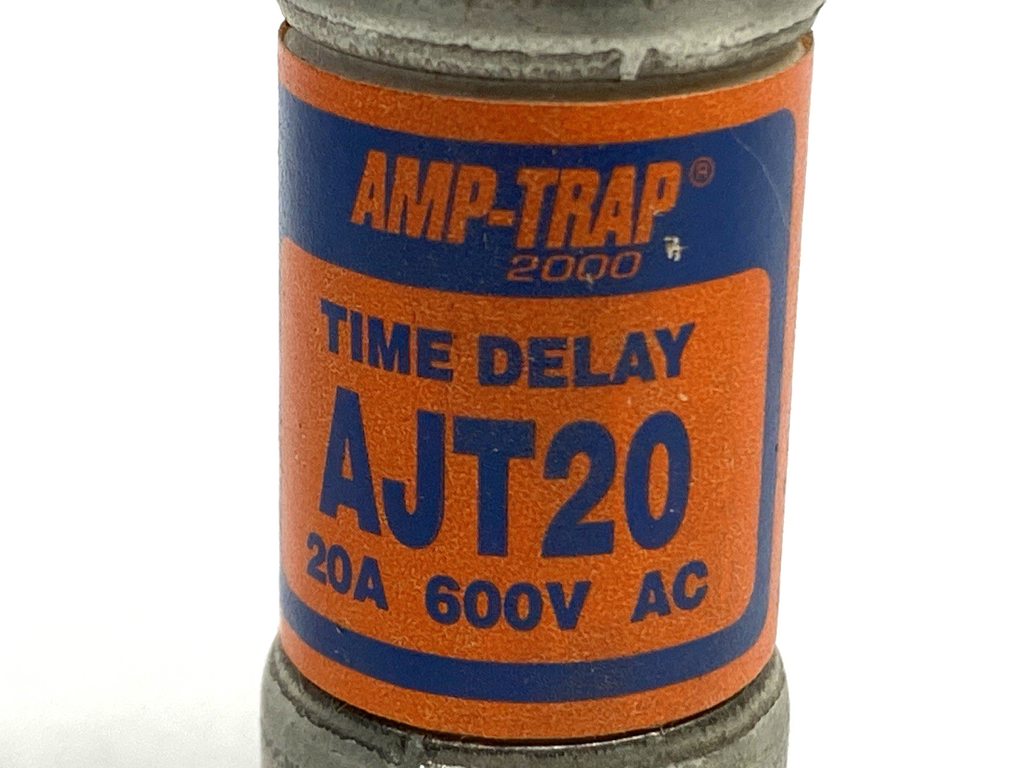 AMP-TRAP®
2000
TIME DELAY
AJT20
20A 600V AC